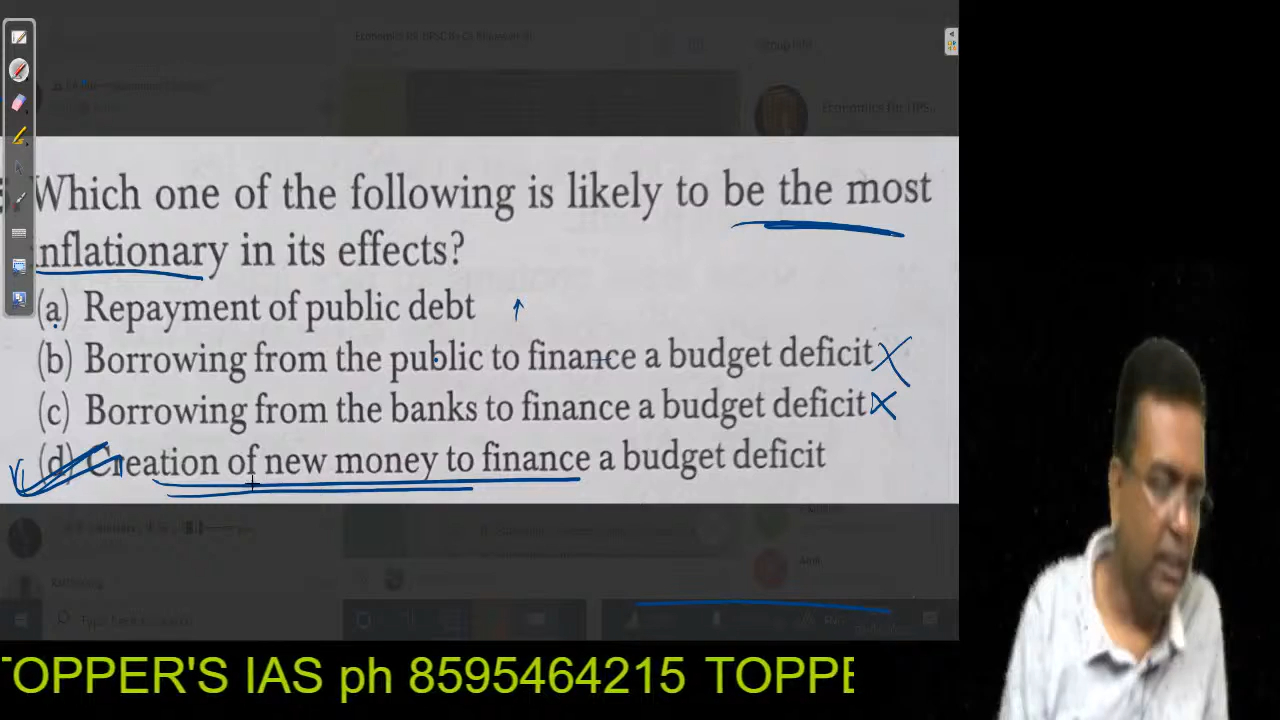 Which one of the following is likely to be the most
inflationary in its effects?
(a) Repayment of public debt
(b) Borrowing from the public to finance a budget deficit
(c) Borrowing from the banks to finance a budget deficit
(d) Creation of new money to finance a budget deficit
TOPPER'S IAS ph 8595464215 TOPPE